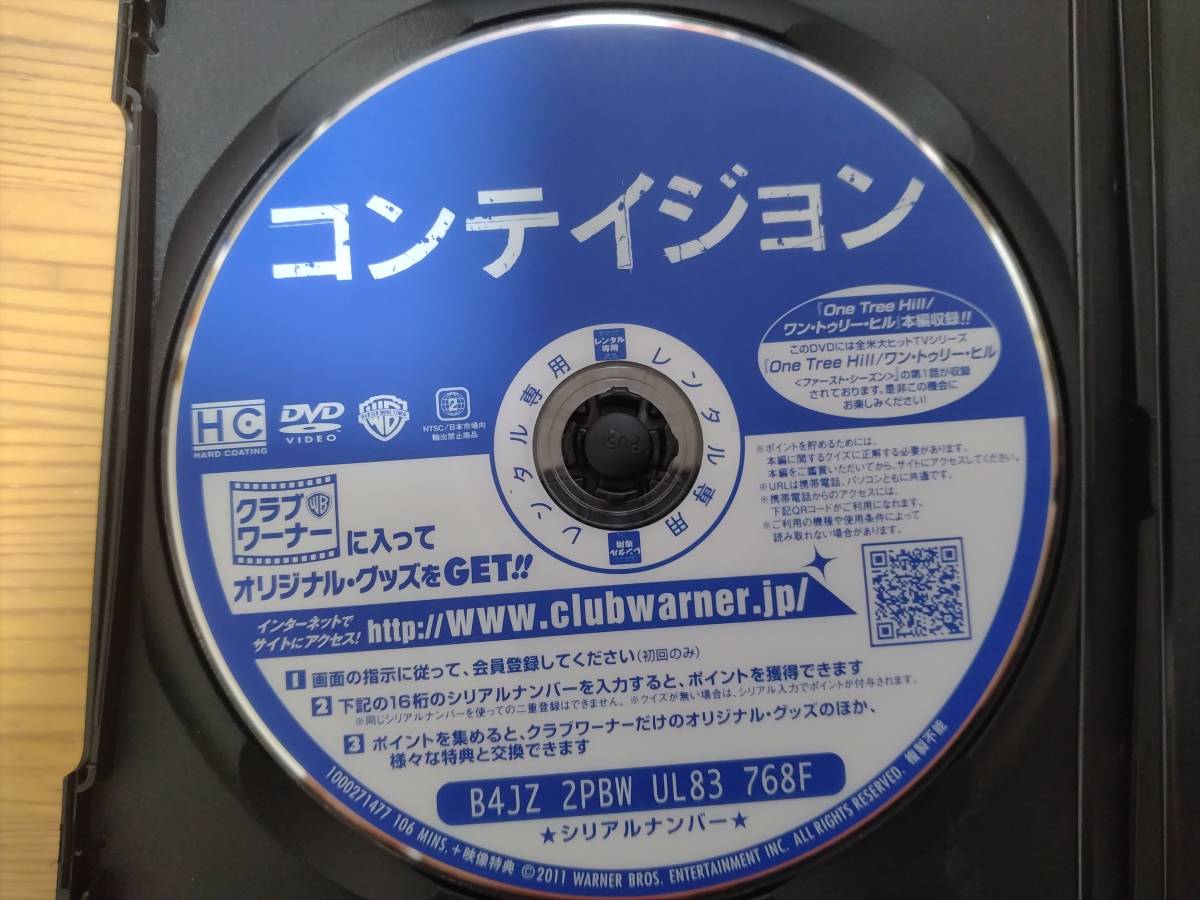 コンテイジョン
『One Tree Hill/
ワン・トゥリー・ヒル』本編収録!!
このDVDには全米大ヒットTVシリーズ
『One Tree Hill/ワン・トゥリー・ヒル
<ファースト・シーズン>』の第1話が収録
されております。是非この機会に
お楽しみください!
レンタル専用
レンタル専用
レンタル
専用
レンタル
専用
HC
HARD COATING
DVD
VIDEO
WB
2
NTSC/日本市場向
輸出禁止商品
※ポイントを貯めるためには、
本編に関するクイズに正解する必要があります。
本編をご鑑賞いただいてから、サイトにアクセスしてください。
※URLは携帯電話、パソコンともに共通です。
※携帯電話からのアクセスには、
下記QRコードがご利用になれます。
※ご利用の機種や使用条件によって
読み取れない場合があります。
クラブ WB
ワーナー に入って
オリジナル・グッズをGET!!
インターネットで
サイトにアクセス! http://www.clubwarner.jp/
1 画面の指示に従って、会員登録してください(初回のみ)
2 下記の16桁のシリアルナンバーを入力すると、ポイントを獲得できます
※同じシリアルナンバーを使っての二重登録はできません。※クイズが無い場合は、シリアル入力でポイントが付与されます。
3 ポイントを集めると、クラブワーナーだけのオリジナル・グッズのほか、
様々な特典と交換できます
B4JZ 2PBW UL83 768F
★シリアルナンバー★
1000271477 106 MINS.+映像特典 ©2011 WARNER BROS. ENTERTAINMENT INC. ALL RIGHTS RESERVED. 複製不能